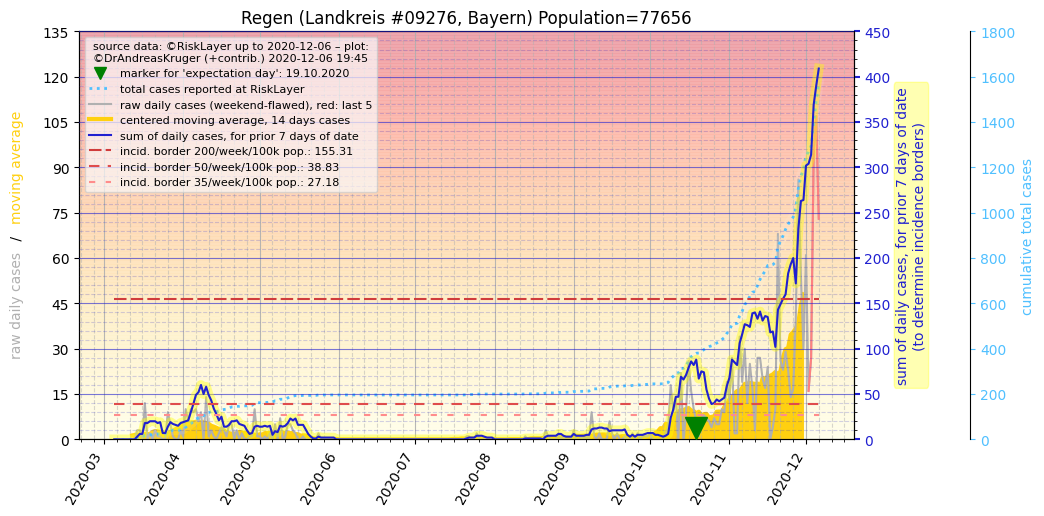 Regen (Landkreis #09276, Bayern) Population=77656
source data: ©RiskLayer up to 2020-12-06 – plot:
©DrAndreasKruger (+contrib.) 2020-12-06 19:45
marker for 'expectation day': 19.10.2020
total cases reported at RiskLayer
raw daily cases (weekend-flawed), red: last 5
centered moving average, 14 days cases
sum of daily cases, for prior 7 days of date
incid. border 200/week/100k pop.: 155.31
incid. border 50/week/100k pop.: 38.83
incid. border 35/week/100k pop.: 27.18
raw daily cases / moving average
135
120
105
90
75
60
45
30
15
0
2020-03
2020-04
2020-05
2020-06
2020-07
2020-08
2020-09
2020-10
2020-11
2020-12
450
400
350
300
250
200
150
100
50
0
sum of daily cases, for prior 7 days of date
(to determine incidence borders)
1800
1600
1400
1200
1000
800
600
400
200
0
cumulative total cases